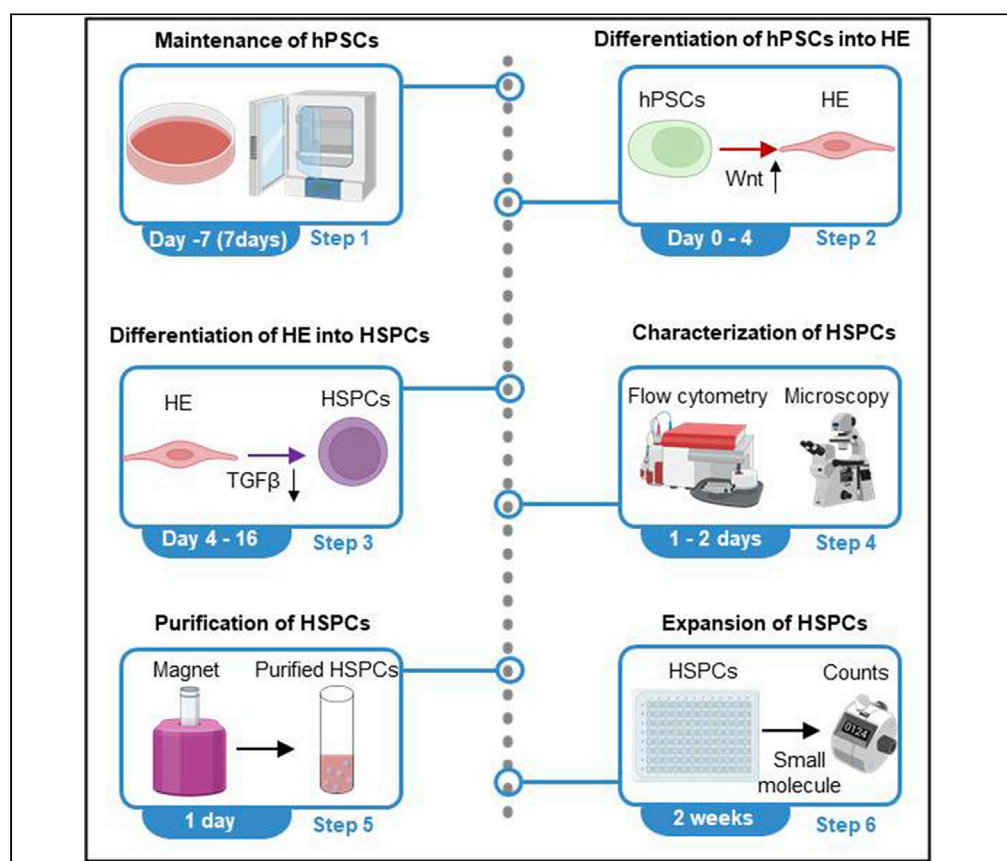 Maintenance of hPSCs
Day -7 (7days)
Step 1
Differentiation of hPSCs into HE
hPSCs
HE
Wnt
Day 0 - 4
Step 2
Differentiation of HE into HSPCs
HE
HSPCs
TGFβ
Day 4 - 16
Step 3
Characterization of HSPCs
Flow cytometry
Microscopy
1 - 2 days
Step 4
Purification of HSPCs
Magnet
Purified HSPCs
1 day
Step 5
Expansion of HSPCs
HSPCs
Counts
0124
Small
molecule
2 weeks
Step 6